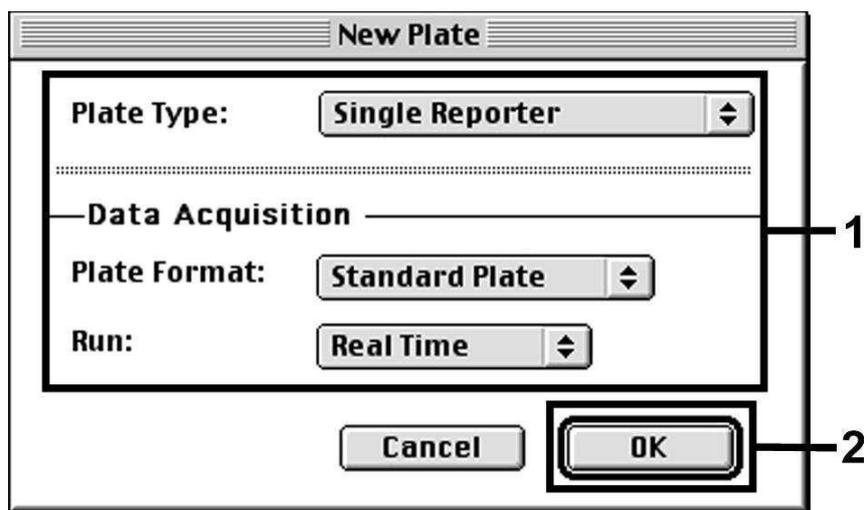 New Plate
Plate Type: Single Reporter
Data Acquisition
1
Plate Format: Standard Plate
Run: Real Time
Cancel OK
2